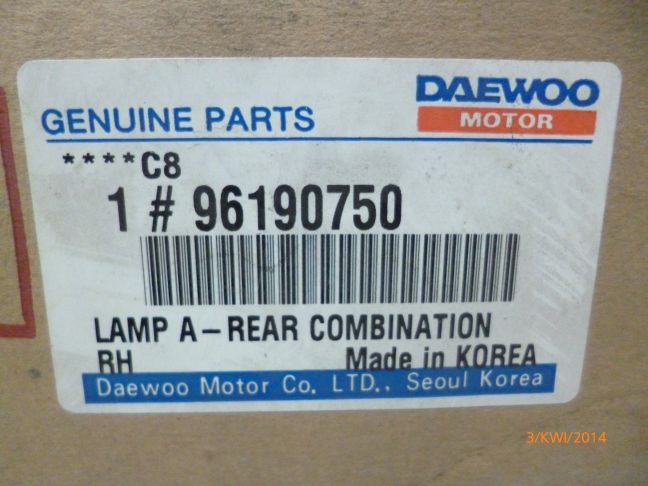 DAEWOO
GENUINE PARTS MOTOR
****C8
1 # 96190750
LAMP A-REAR COMBINATION
RH Made in KOREA
Daewoo Motor Co. LTD., Seoul Korea
3/KWI/2014